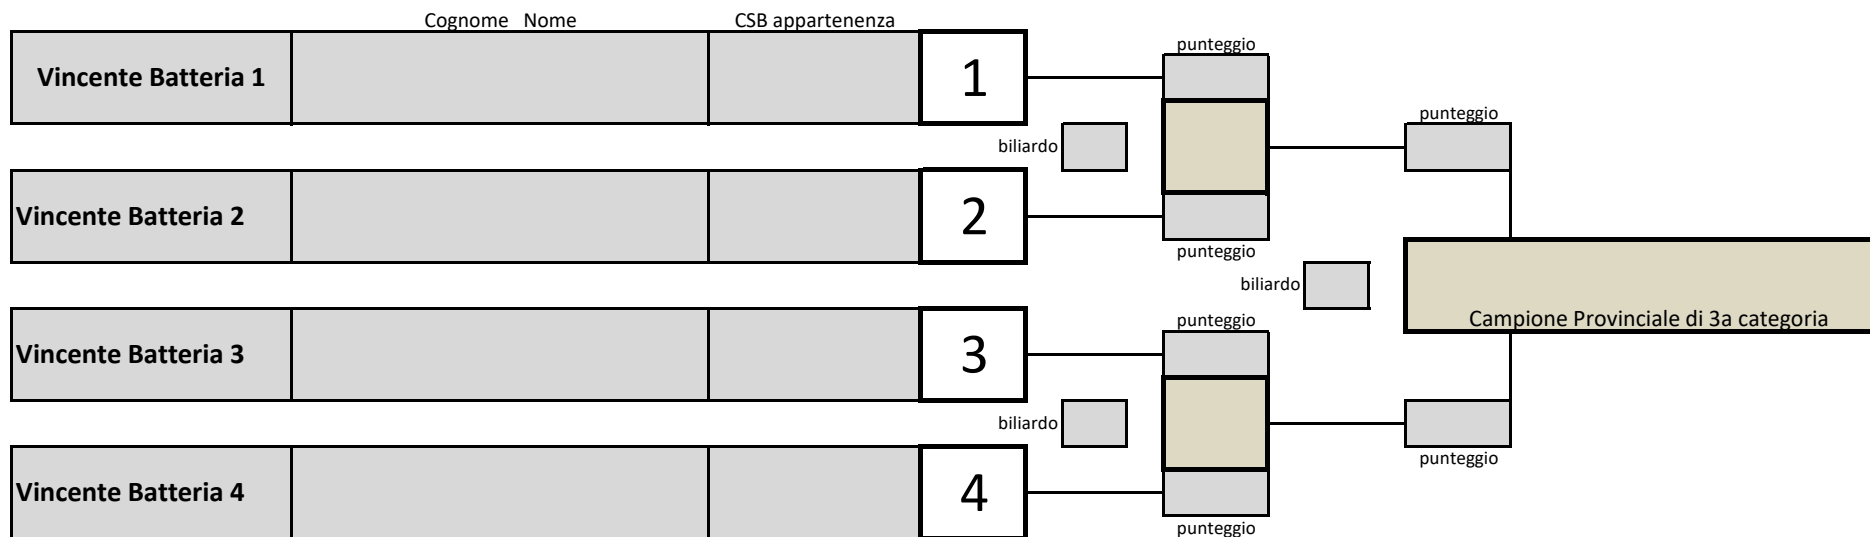 Cognome   Nome   CSB appartenenza
punteggio
Vincente Batteria 1   1
punteggio
biliardo
Vincente Batteria 2   2
punteggio
biliardo
Campione Provinciale di 3a categoria
punteggio
Vincente Batteria 3   3
biliardo
punteggio
Vincente Batteria 4   4
punteggio